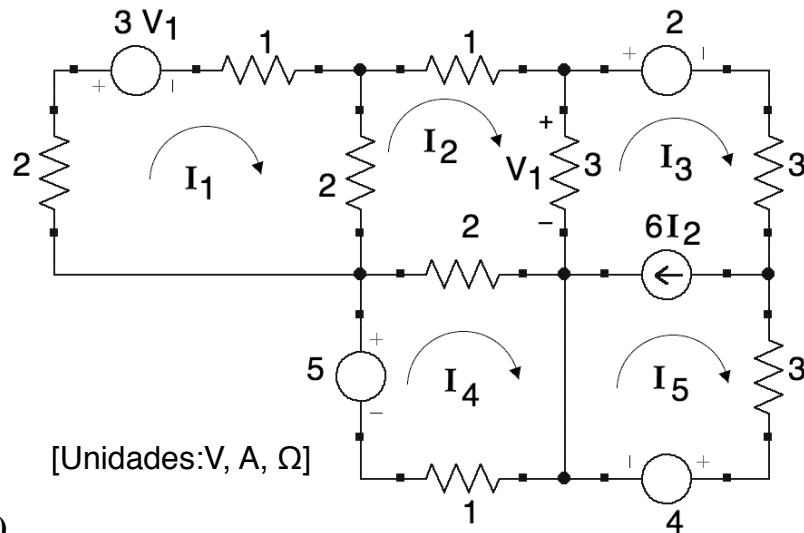 3 V1
2
1
1
+ −
+ −
2
2
I1
I2
+
V1
−
3
I3
3
2
6I2
5
+
−
I4
I5
3
[Unidades:V, A, Ω]
1
− +
4
)